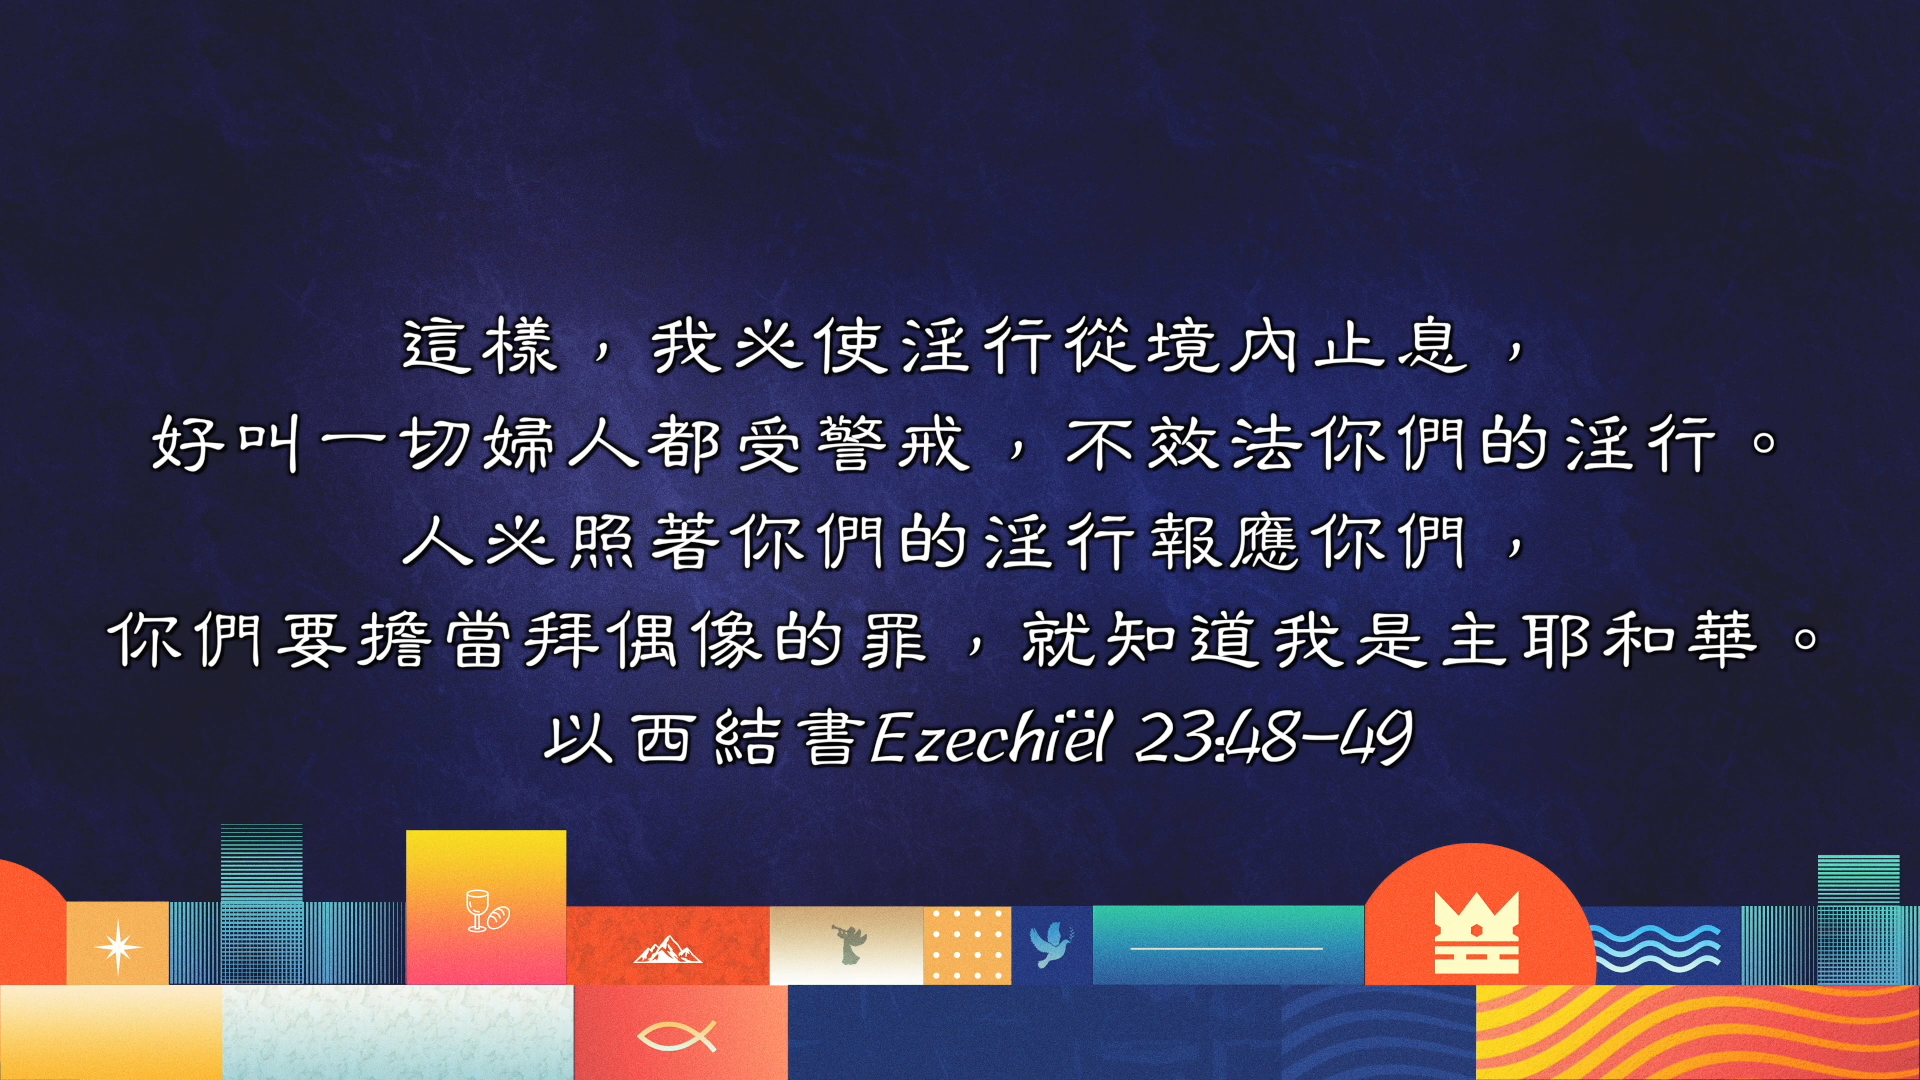 這樣，我必使淫行從境內止息，
好叫一切婦人都受警戒，不效法你們的淫行。
人必照著你們的淫行報應你們，
你們要擔當拜偶像的罪，就知道我是主耶和華。
以西結書Ezechiël 23:48-49